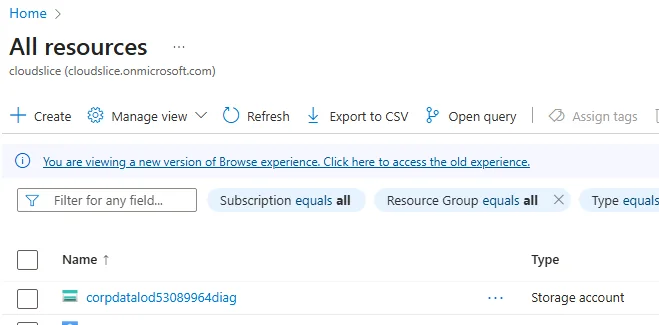 Home >
All resources ...
cloudslice (cloudslice.onmicrosoft.com)
+ Create Manage view Refresh Export to CSV Open query Assign tags
You are viewing a new version of Browse experience. Click here to access the old experience.
Filter for any field... Subscription equals all Resource Group equals all × Type equals
Name ↑ Type
corpdatalod53089964diag ... Storage account